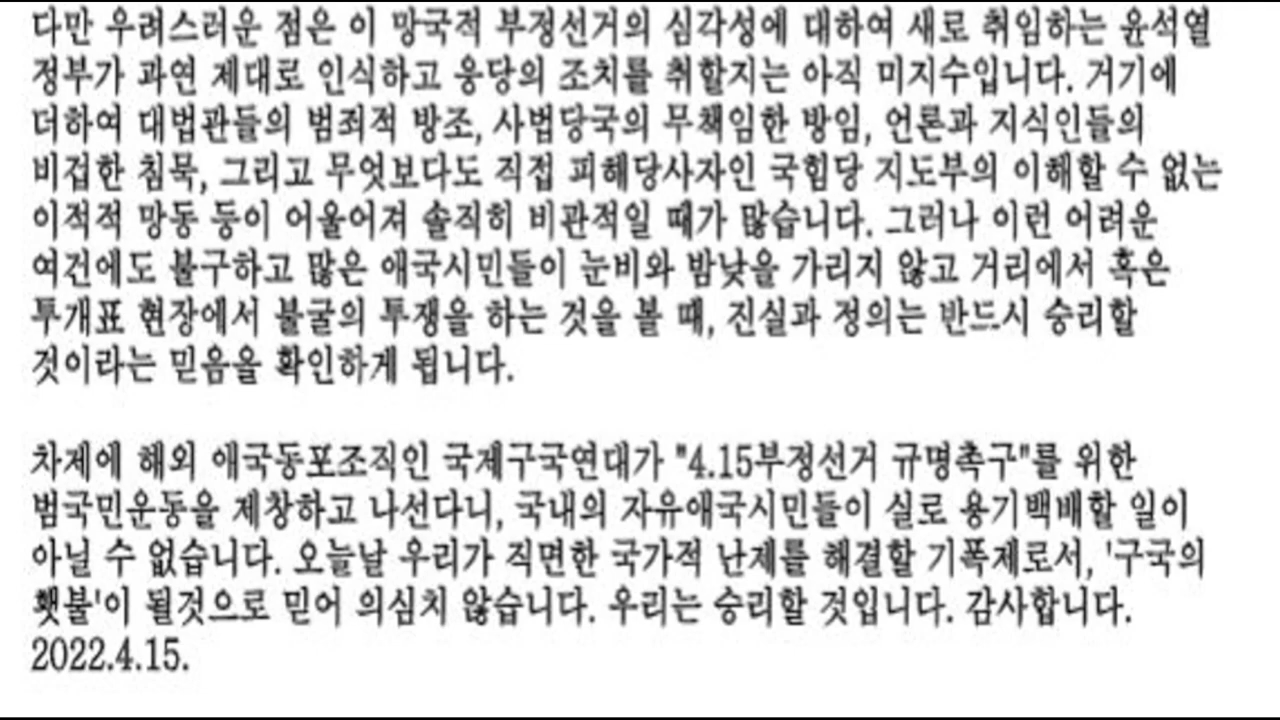 다만 우려스러운 점은 이 망국적 부정선거의 심각성에 대하여 새로 취임하는 윤석열
정부가 과연 제대로 인식하고 응당의 조치를 취할지는 아직 미지수입니다. 거기에
더하여 대법관들의 범죄적 방조, 사법당국의 무책임한 방임, 언론과 지식인들의
비겁한 침묵, 그리고 무엇보다도 직접 피해당사자인 국힘당 지도부의 이해할 수 없는
이적적 망동 등이 어울어져 솔직히 비관적일 때가 많습니다. 그러나 이런 어려운
여건에도 불구하고 많은 애국시민들이 눈비와 밤낮을 가리지 않고 거리에서 혹은
투개표 현장에서 불굴의 투쟁을 하는 것을 볼 때, 진실과 정의는 반드시 승리할
것이라는 믿음을 확인하게 됩니다.
차제에 해외 애국동포조직인 국제구국연대가 "4.15부정선거 규명촉구"를 위한
범국민운동을 제창하고 나선다니, 국내의 자유애국시민들이 실로 용기백배할 일이
아닐 수 없습니다. 오늘날 우리가 직면한 국가적 난제를 해결할 기폭제로서, '구국의
횃불'이 될것으로 믿어 의심치 않습니다. 우리는 승리할 것입니다. 감사합니다.
2022.4.15.